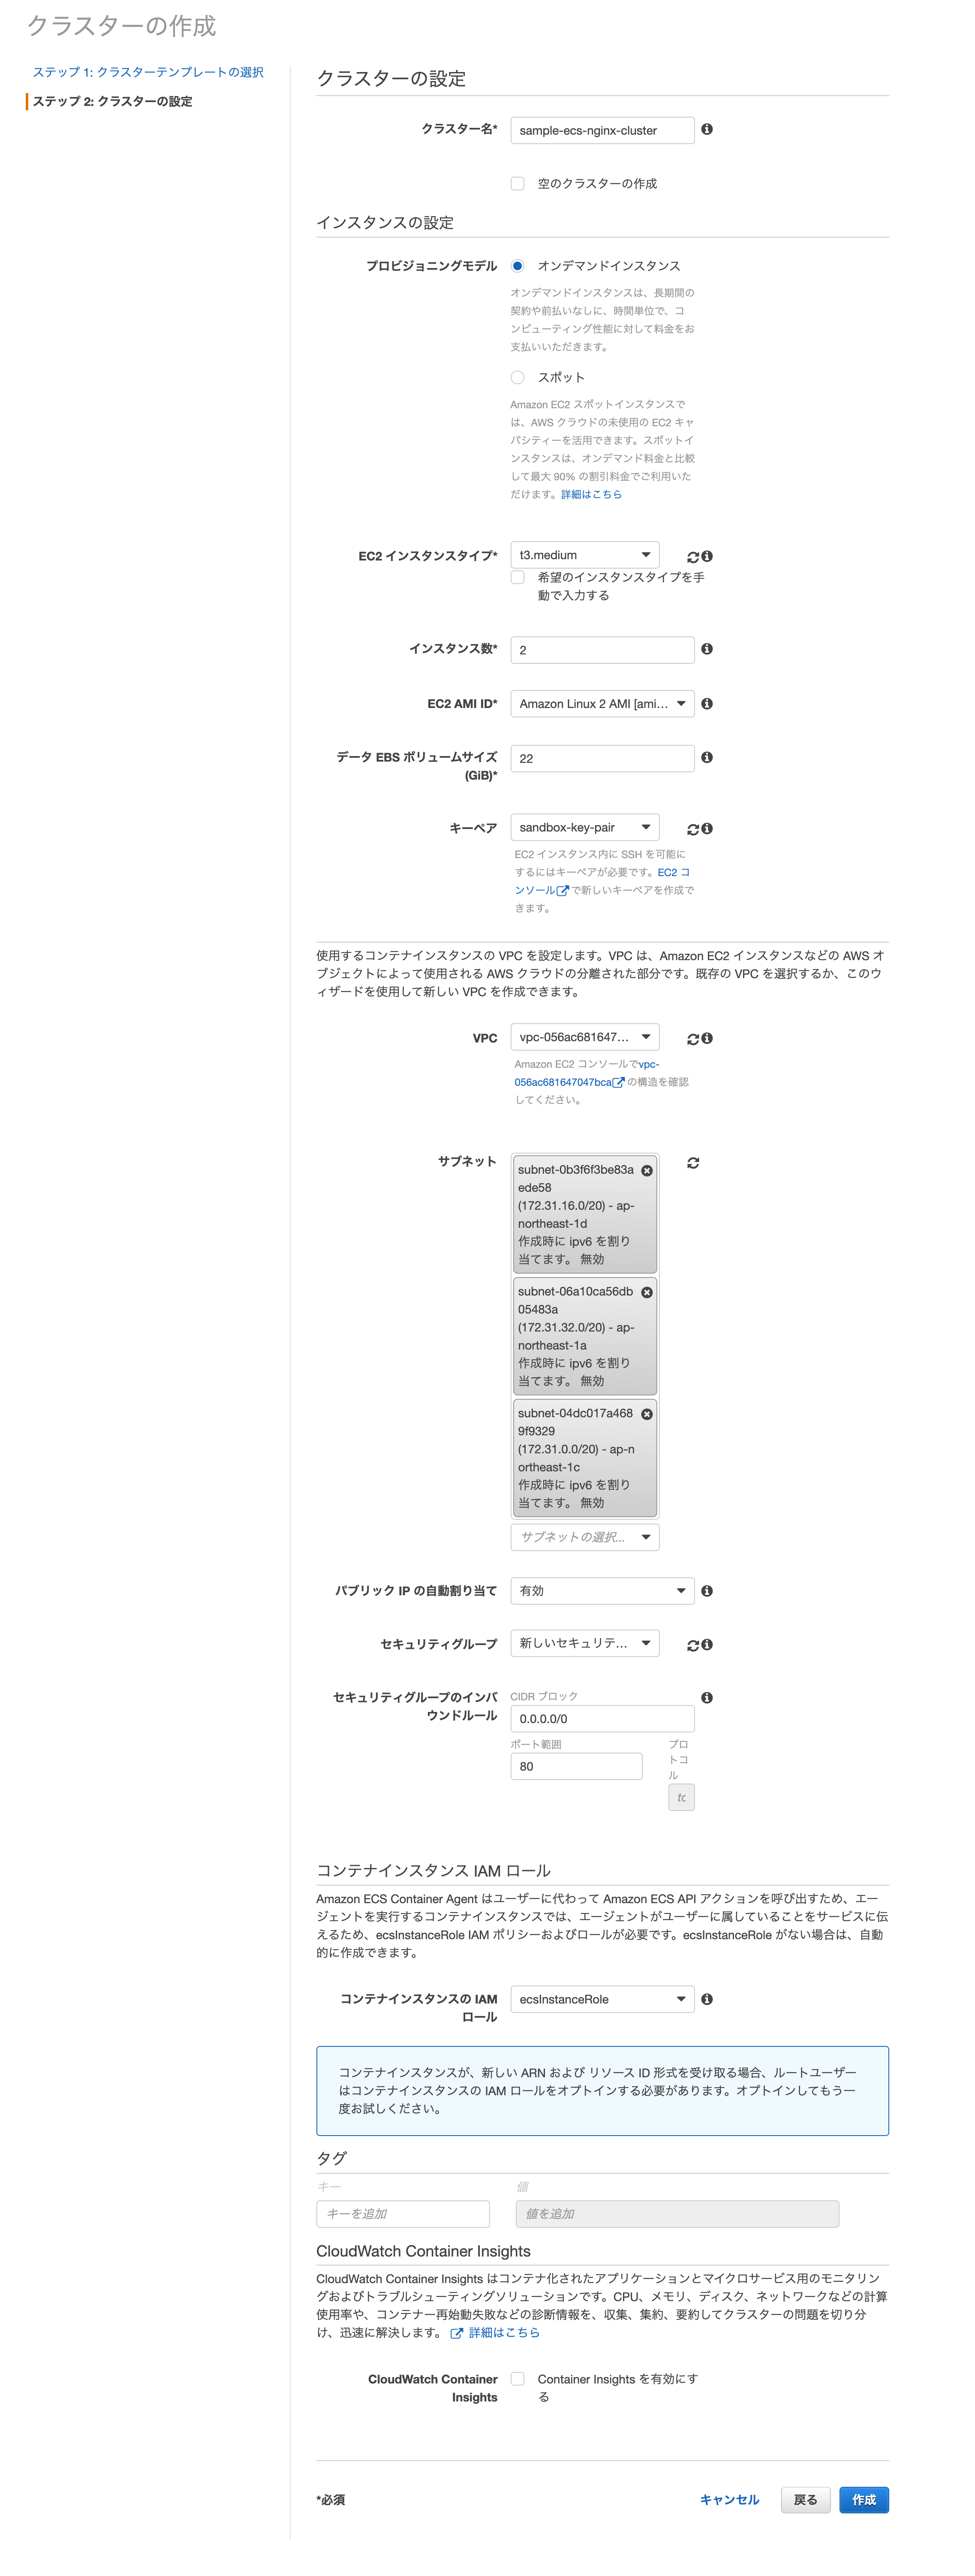 クラスターの作成
ステップ 1: クラスターテンプレートの選択
ステップ 2: クラスターの設定
クラスターの設定
クラスター名*
sample-ecs-nginx-cluster
空のクラスターの作成
インスタンスの設定
プロビジョニングモデル
オンデマンドインスタンス
オンデマンドインスタンスは、長期間の
契約や前払いなしに、時間単位で、コ
ンピューティング性能に対して料金をお
支払いいただきます。
スポット
Amazon EC2 スポットインスタンスで
は、AWS クラウドの未使用の EC2 キャ
パシティーを活用できます。スポットイ
ンスタンスは、オンデマンド料金と比較
して最大 90% の割引料金でご利用いた
だけます。詳細はこちら
EC2 インスタンスタイプ*
t3.medium
希望のインスタンスタイプを手
動で入力する
インスタンス数*
2
EC2 AMI ID*
Amazon Linux 2 AMI [ami...
データ EBS ボリュームサイズ
(GiB)*
22
キーペア
sandbox-key-pair
EC2 インスタンス内に SSH を可能に
するにはキーペアが必要です。EC2 コ
ンソールで新しいキーペアを作成で
きます。
使用するコンテナインスタンスの VPC を設定します。VPC は、Amazon EC2 インスタンスなどの AWS オ
ブジェクトによって使用される AWS クラウドの分離された部分です。既存の VPC を選択するか、このウ
ィザードを使用して新しい VPC を作成できます。
VPC
vpc-056ac681647...
Amazon EC2 コンソールでvpc-
056ac681647047bca の構造を確認
してください。
サブネット
subnet-0b3f6f3be83a
ede58
(172.31.16.0/20) - ap-
northeast-1d
作成時に ipv6 を割り
当てます。 無効
subnet-06a10ca56db
05483a
(172.31.32.0/20) - ap-
northeast-1a
作成時に ipv6 を割り
当てます。 無効
subnet-04dc017a468
9f9329
(172.31.0.0/20) - ap-n
ortheast-1c
作成時に ipv6 を割り
当てます。 無効
サブネットの選択...
パブリック IP の自動割り当て
有効
セキュリティグループ
新しいセキュリテ...
セキュリティグループのインバ
ウンドルール
CIDR ブロック
0.0.0.0/0
ポート範囲
80
プロ
トコ
ル
tc
コンテナインスタンス IAM ロール
Amazon ECS Container Agent はユーザーに代わって Amazon ECS API アクションを呼び出すため、エー
ジェントを実行するコンテナインスタンスでは、エージェントがユーザーに属していることをサービスに伝
えるため、ecsInstanceRole IAM ポリシーおよびロールが必要です。ecsInstanceRole がない場合は、自動
的に作成できます。
コンテナインスタンスの IAM
ロール
ecsInstanceRole
コンテナインスタンスが、新しい ARN および リソース ID 形式を受け取る場合、ルートユーザー
はコンテナインスタンスの IAM ロールをオプトインする必要があります。オプトインしてもう一
度お試しください。
タグ
キー
値
キーを追加
値を追加
CloudWatch Container Insights
CloudWatch Container Insights はコンテナ化されたアプリケーションとマイクロサービス用のモニタリン
グおよびトラブルシューティングソリューションです。CPU、メモリ、ディスク、ネットワークなどの計算
使用率や、コンテナー再始動失敗などの診断情報を、収集、集約、要約してクラスターの問題を切り分
け、迅速に解決します。 詳細はこちら
CloudWatch Container
Insights
Container Insights を有効にす
る
*必須
キャンセル
戻る
作成